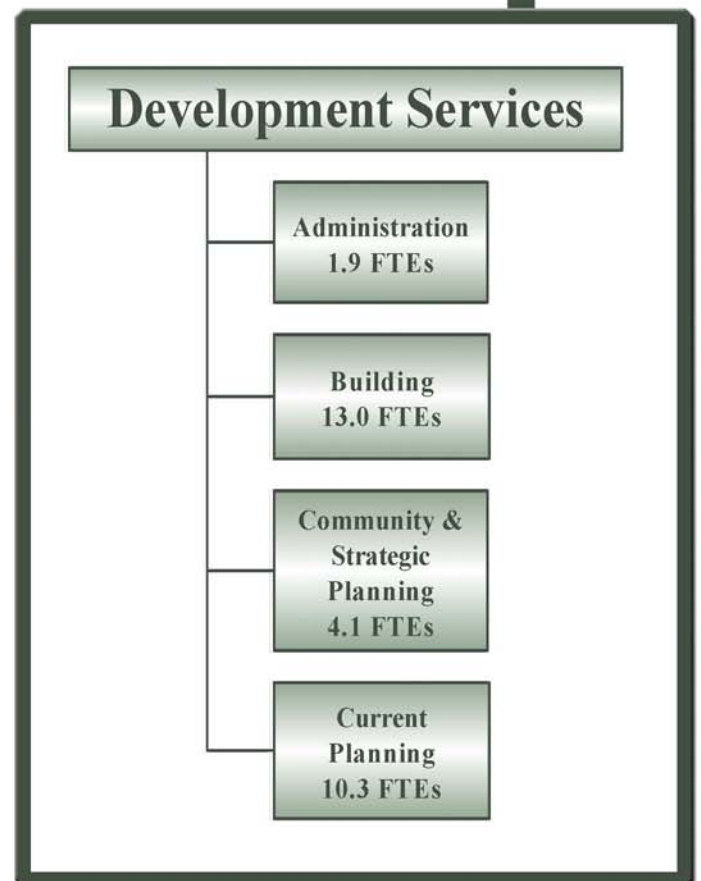 Development Services
Administration
1.9 FTEs
Building
13.0 FTEs
Community &
Strategic
Planning
4.1 FTEs
Current
Planning
10.3 FTEs